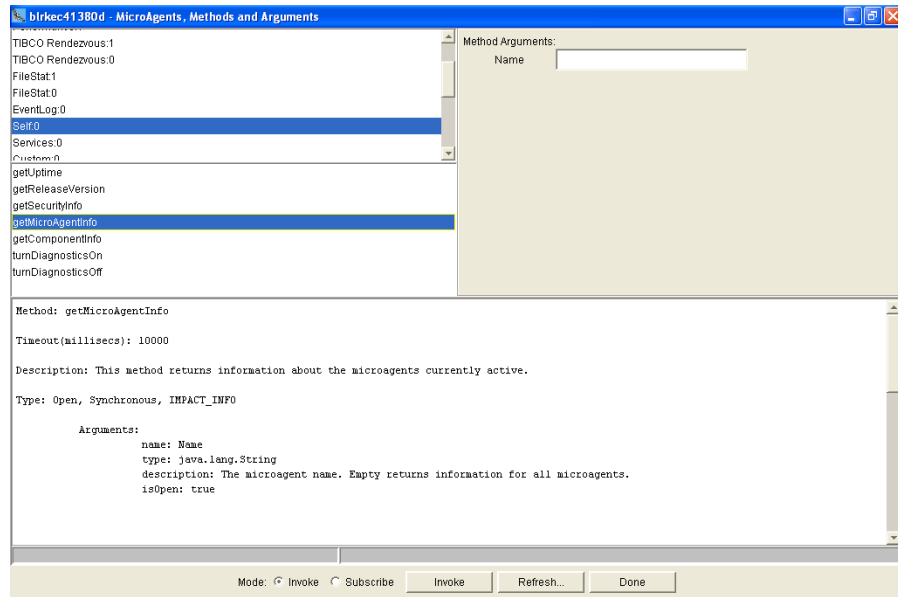 blrkec41380d - MicroAgents, Methods and Arguments
TIBCO Rendezvous:1
TIBCO Rendezvous:0
FileStat:1
FileStat:0
EventLog:0
Self:0
Services:0
Custom:0
getUptime
getReleaseVersion
getSecurityInfo
getMicroAgentInfo
getComponentInfo
turnDiagnosticsOn
turnDiagnosticsOff
Method Arguments:
Name
Method: getMicroAgentInfo
Timeout(millisecs): 10000
Description: This method returns information about the microagents currently active.
Type: Open, Synchronous, IMPACT_INFO
Arguments:
name: Name
type: java.lang.String
description: The microagent name. Empty returns information for all microagents.
isOpen: true
Mode: Invoke Subscribe Invoke Refresh... Done